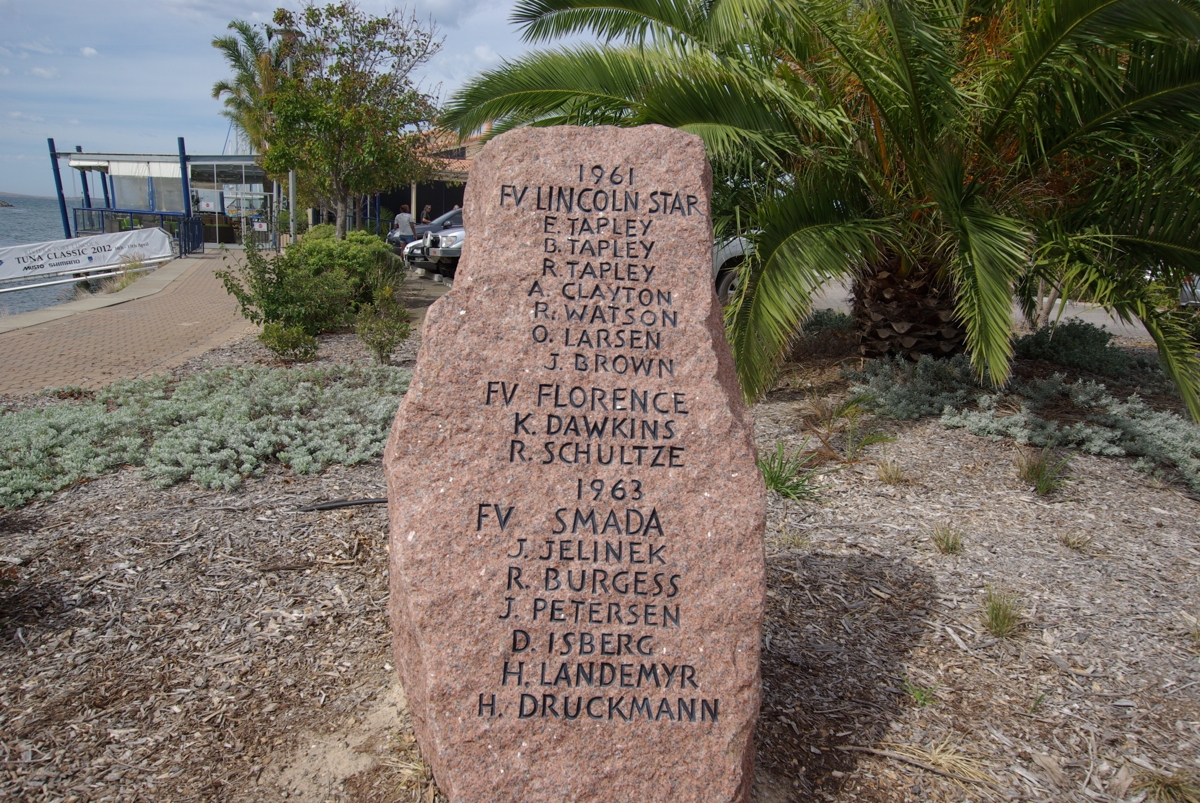 1961
FV LINCOLN STAR
E. TAPLEY
B. TAPLEY
R. TAPLEY
A. CLAYTON
R. WATSON
O. LARSEN
J. BROWN
FV FLORENCE
K. DAWKINS
R. SCHULTZE
1963
FV SMADA
J. JELINEK
R. BURGESS
J. PETERSEN
D. ISBERG
H. LANDEMYR
H. DRUCKMANN
TUNA CLASSIC 2012
SHIMANO